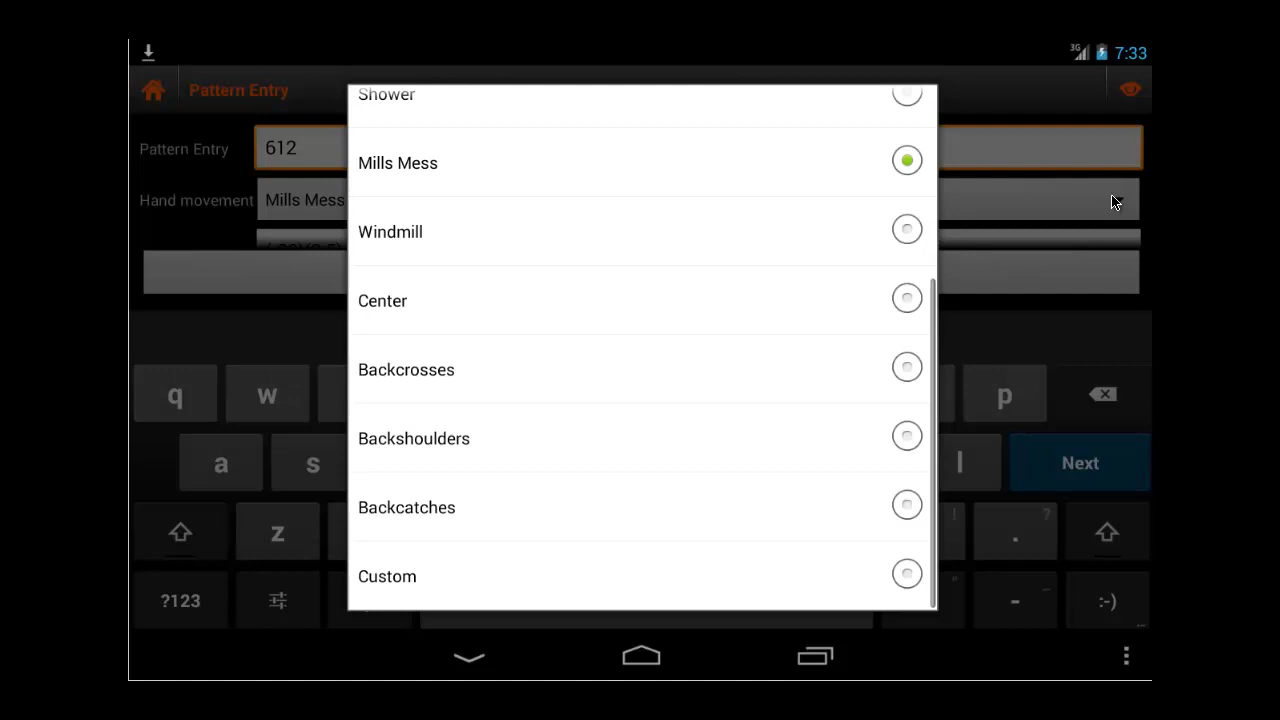 3G 7:33
Pattern Entry
Shower
Pattern Entry 612
Mills Mess
Hand movement Mills Mess
Windmill
Center
Backcrosses
Backshoulders
Backcatches
Custom
q w p
a s l Next
z ! . ?
?123 - _ :-) ...